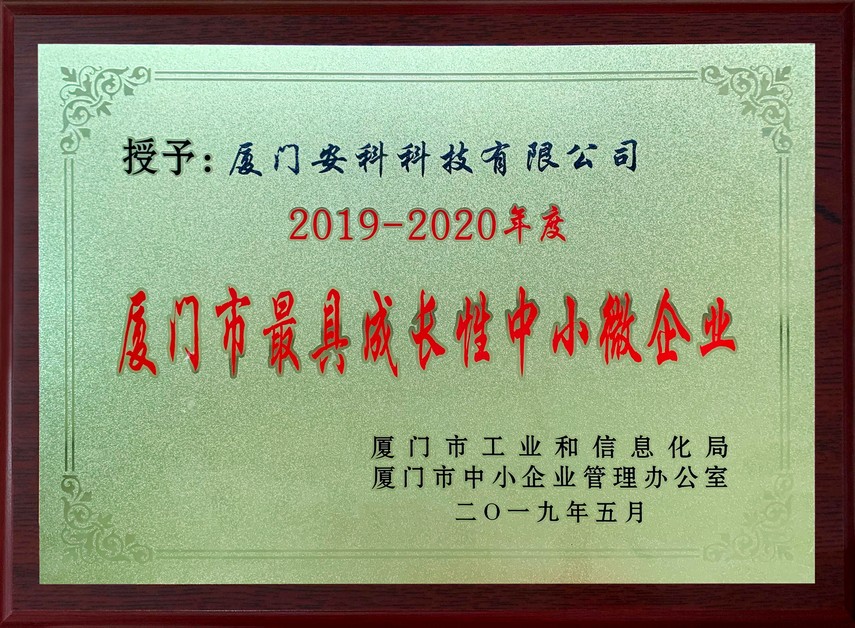 授予：厦门安科科技有限公司
2019-2020年度
厦门市最具成长性中小微企业
厦门市工业和信息化局
厦门市中小企业管理办公室
二〇一九年五月